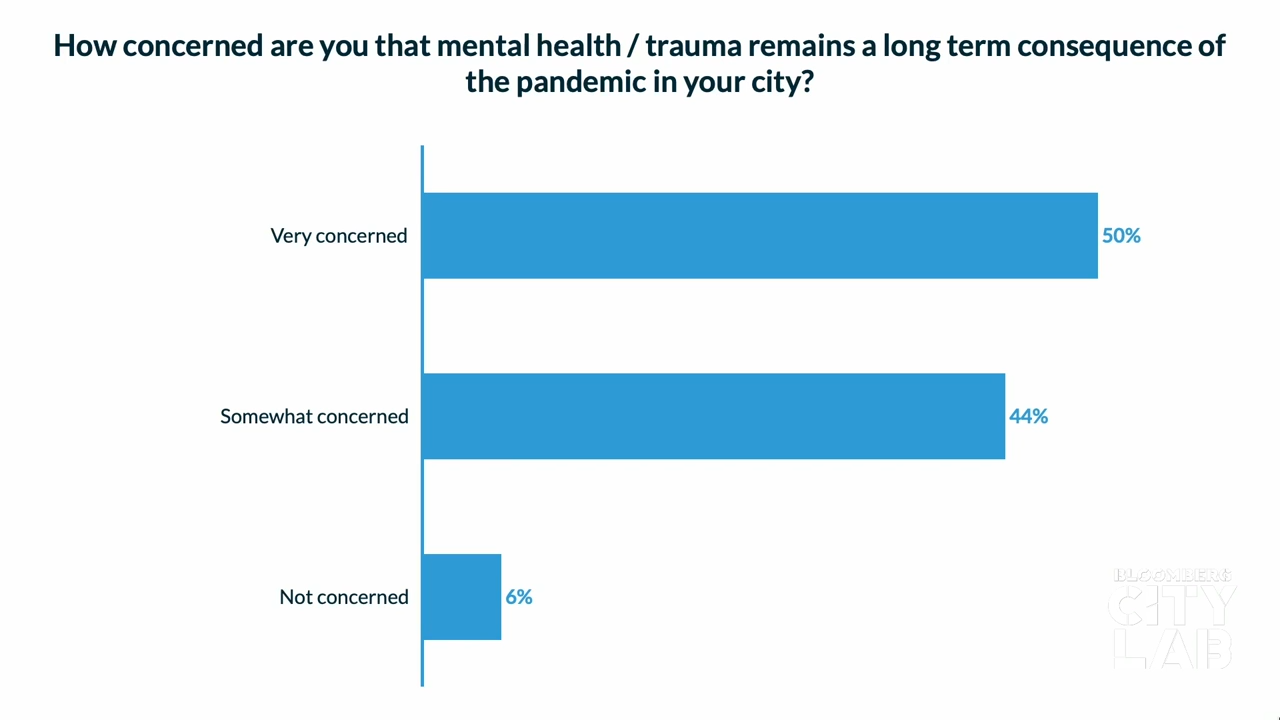 How concerned are you that mental health / trauma remains a long term consequence of
the pandemic in your city?
Very concerned
50%
Somewhat concerned
44%
Not concerned
6%
BLOOMBERG
CITY
LAB